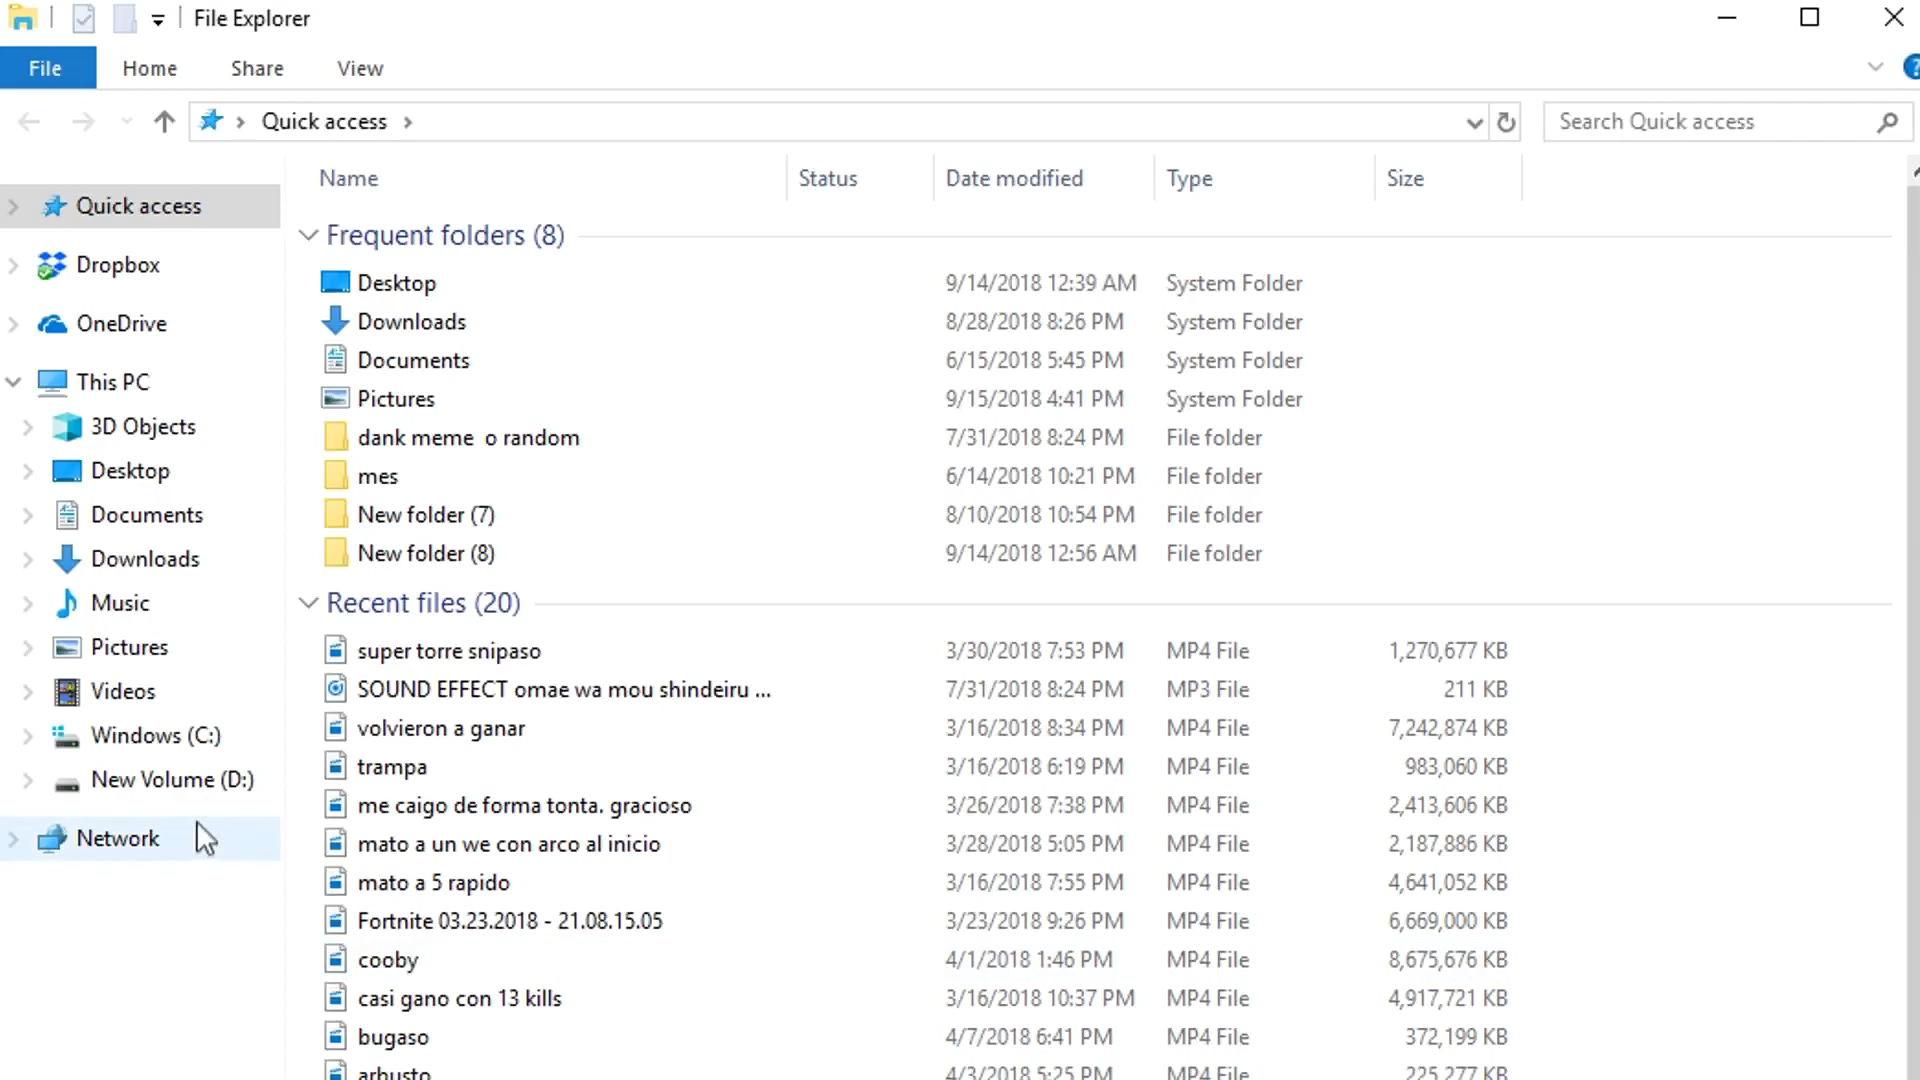 File Explorer
File Home Share View
Quick access
Search Quick access
Name Status Date modified Type Size
Quick access
Dropbox
OneDrive
This PC
3D Objects
Desktop
Documents
Downloads
Music
Pictures
Videos
Windows (C:)
New Volume (D:)
Network
Frequent folders (8)
Desktop 9/14/2018 12:39 AM System Folder
Downloads 8/28/2018 8:26 PM System Folder
Documents 6/15/2018 5:45 PM System Folder
Pictures 9/15/2018 4:41 PM System Folder
dank meme o random 7/31/2018 8:24 PM File folder
mes 6/14/2018 10:21 PM File folder
New folder (7) 8/10/2018 10:54 PM File folder
New folder (8) 9/14/2018 12:56 AM File folder
Recent files (20)
super torre snipaso 3/30/2018 7:53 PM MP4 File 1,270,677 KB
SOUND EFFECT omae wa mou shindeiru ... 7/31/2018 8:24 PM MP3 File 211 KB
volvieron a ganar 3/16/2018 8:34 PM MP4 File 7,242,874 KB
trampa 3/16/2018 6:19 PM MP4 File 983,060 KB
me caigo de forma tonta. gracioso 3/26/2018 7:38 PM MP4 File 2,413,606 KB
mato a un we con arco al inicio 3/28/2018 5:05 PM MP4 File 2,187,886 KB
mato a 5 rapido 3/16/2018 7:55 PM MP4 File 4,641,052 KB
Fortnite 03.23.2018 - 21.08.15.05 3/23/2018 9:26 PM MP4 File 6,669,000 KB
cooby 4/1/2018 1:46 PM MP4 File 8,675,676 KB
casi gano con 13 kills 3/16/2018 10:37 PM MP4 File 4,917,721 KB
bugaso 4/7/2018 6:41 PM MP4 File 372,199 KB
arbusto 4/3/2018 5:25 PM MP4 File 225,277 KB